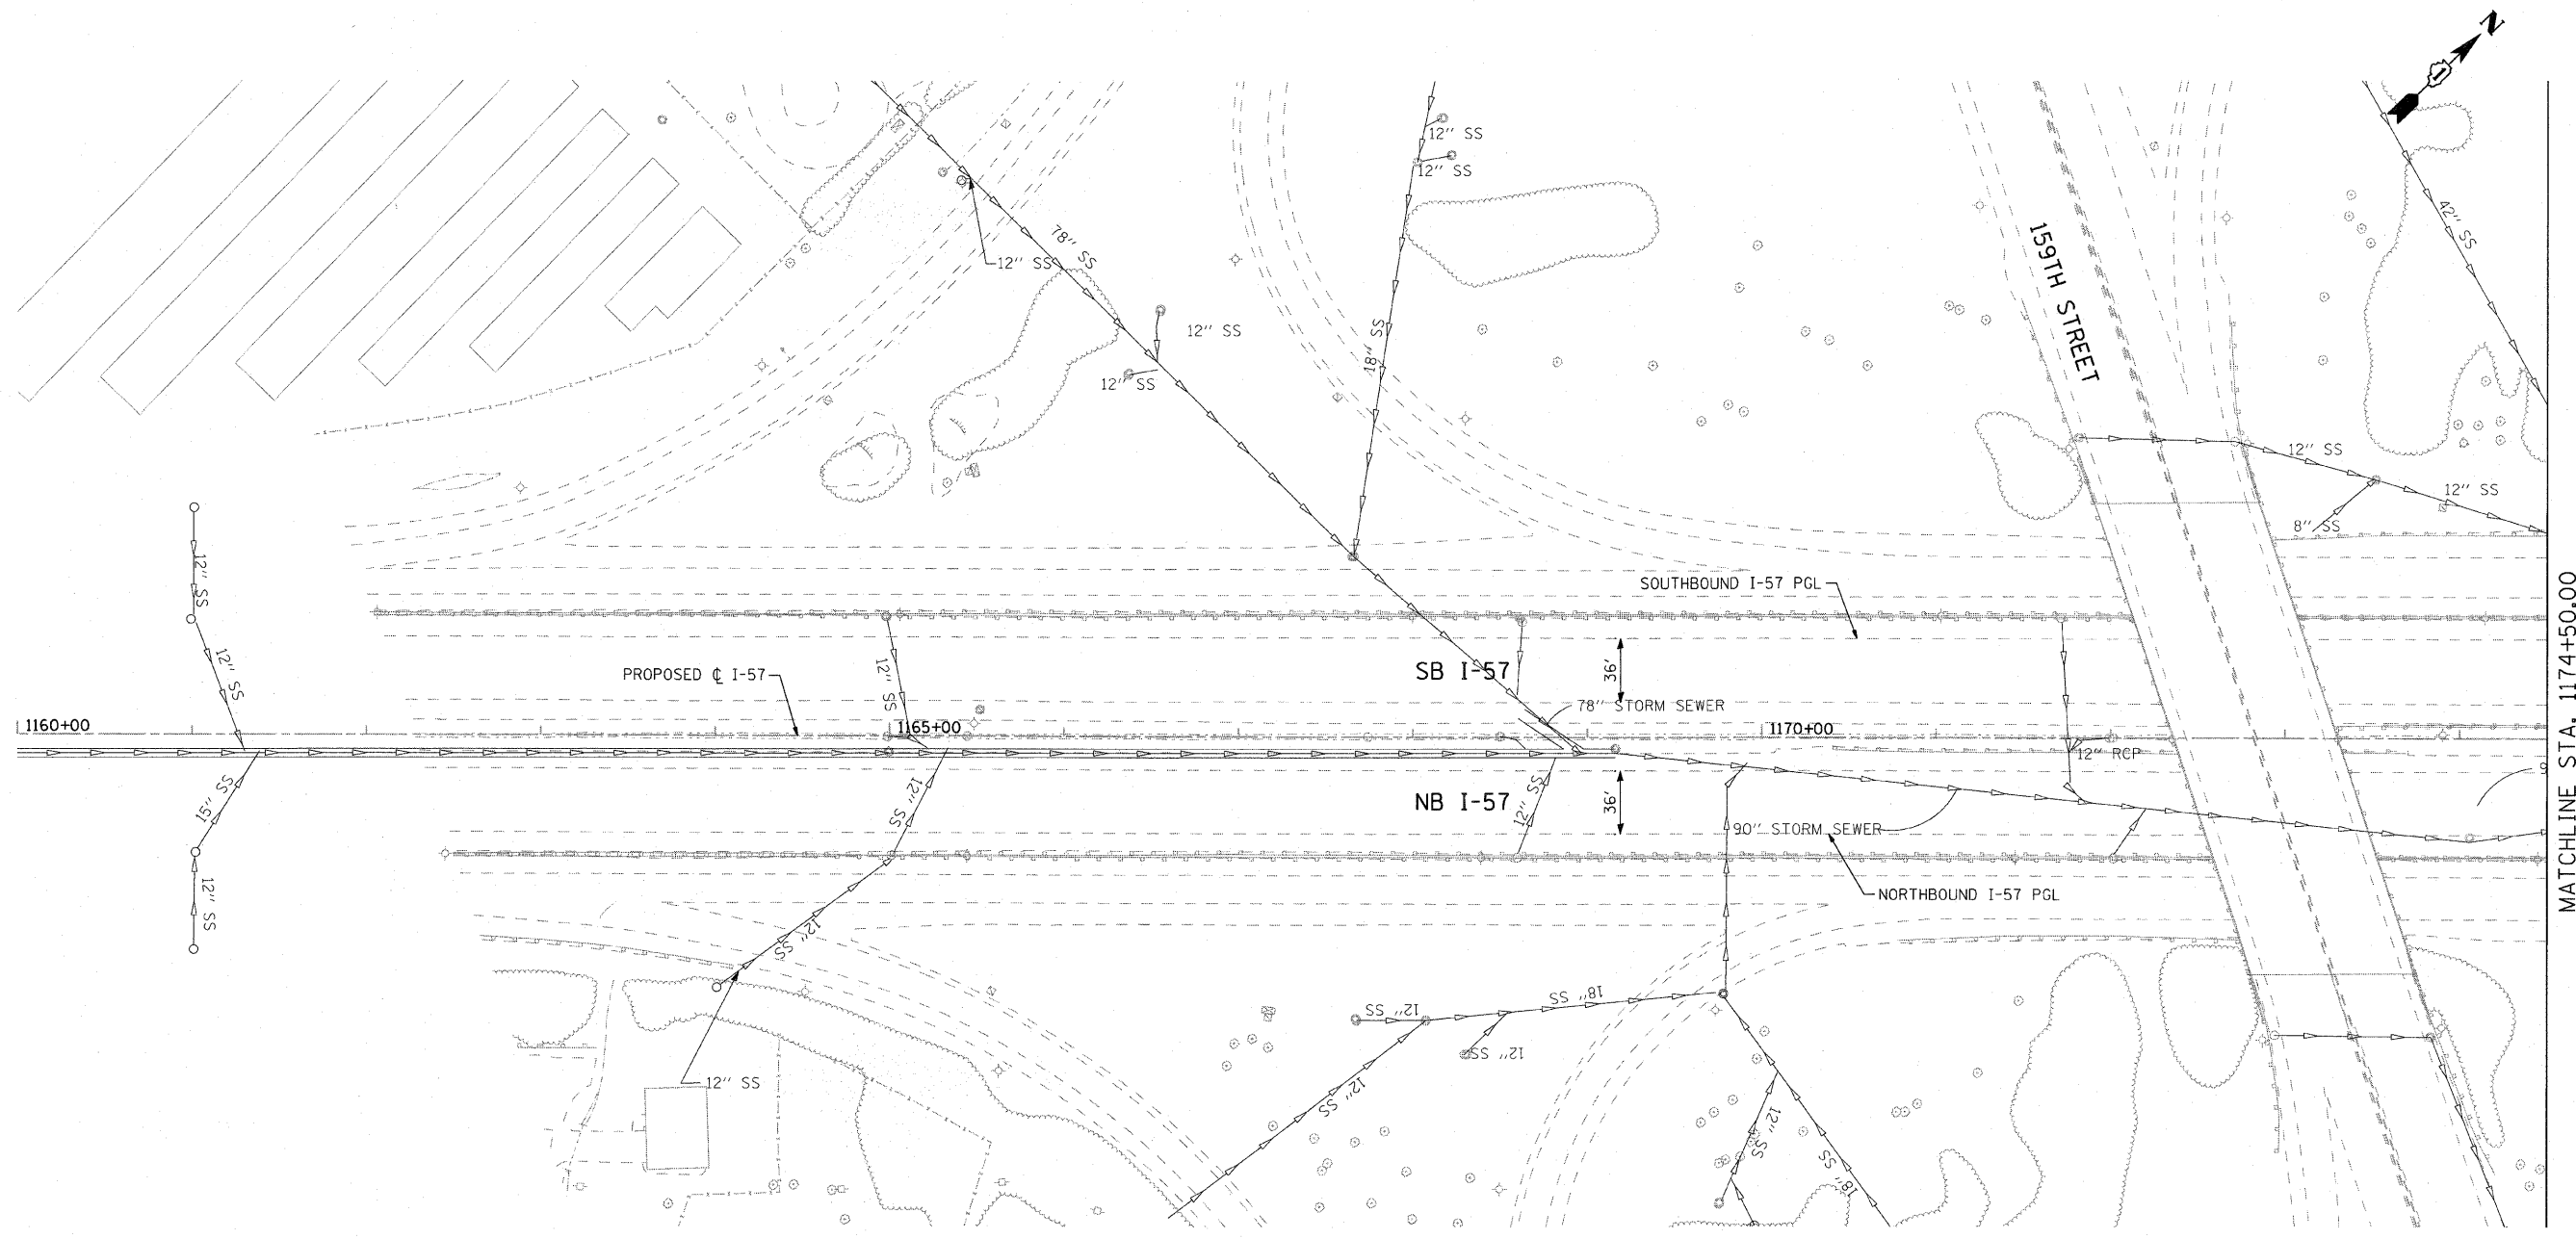 N
12" SS
12" SS
78" SS
12" SS
42" SS
159TH STREET
12" SS
18" SS
12" SS
12" SS
12" SS
8" SS
12" SS
SOUTHBOUND I-57 PGL
12" SS
PROPOSED ℄ I-57
12" SS
SB I-57
36'
78" STORM SEWER
1160+00
1165+00
1170+00
12" RCP
9
15" SS
12" SS
NB I-57
12" SS
36'
90" STORM SEWER
NORTHBOUND I-57 PGL
12" SS
12" SS
18" SS
12" SS
12" SS
12" SS
12" SS
12" SS
18" SS
MATCHLINE STA. 1174+50.00